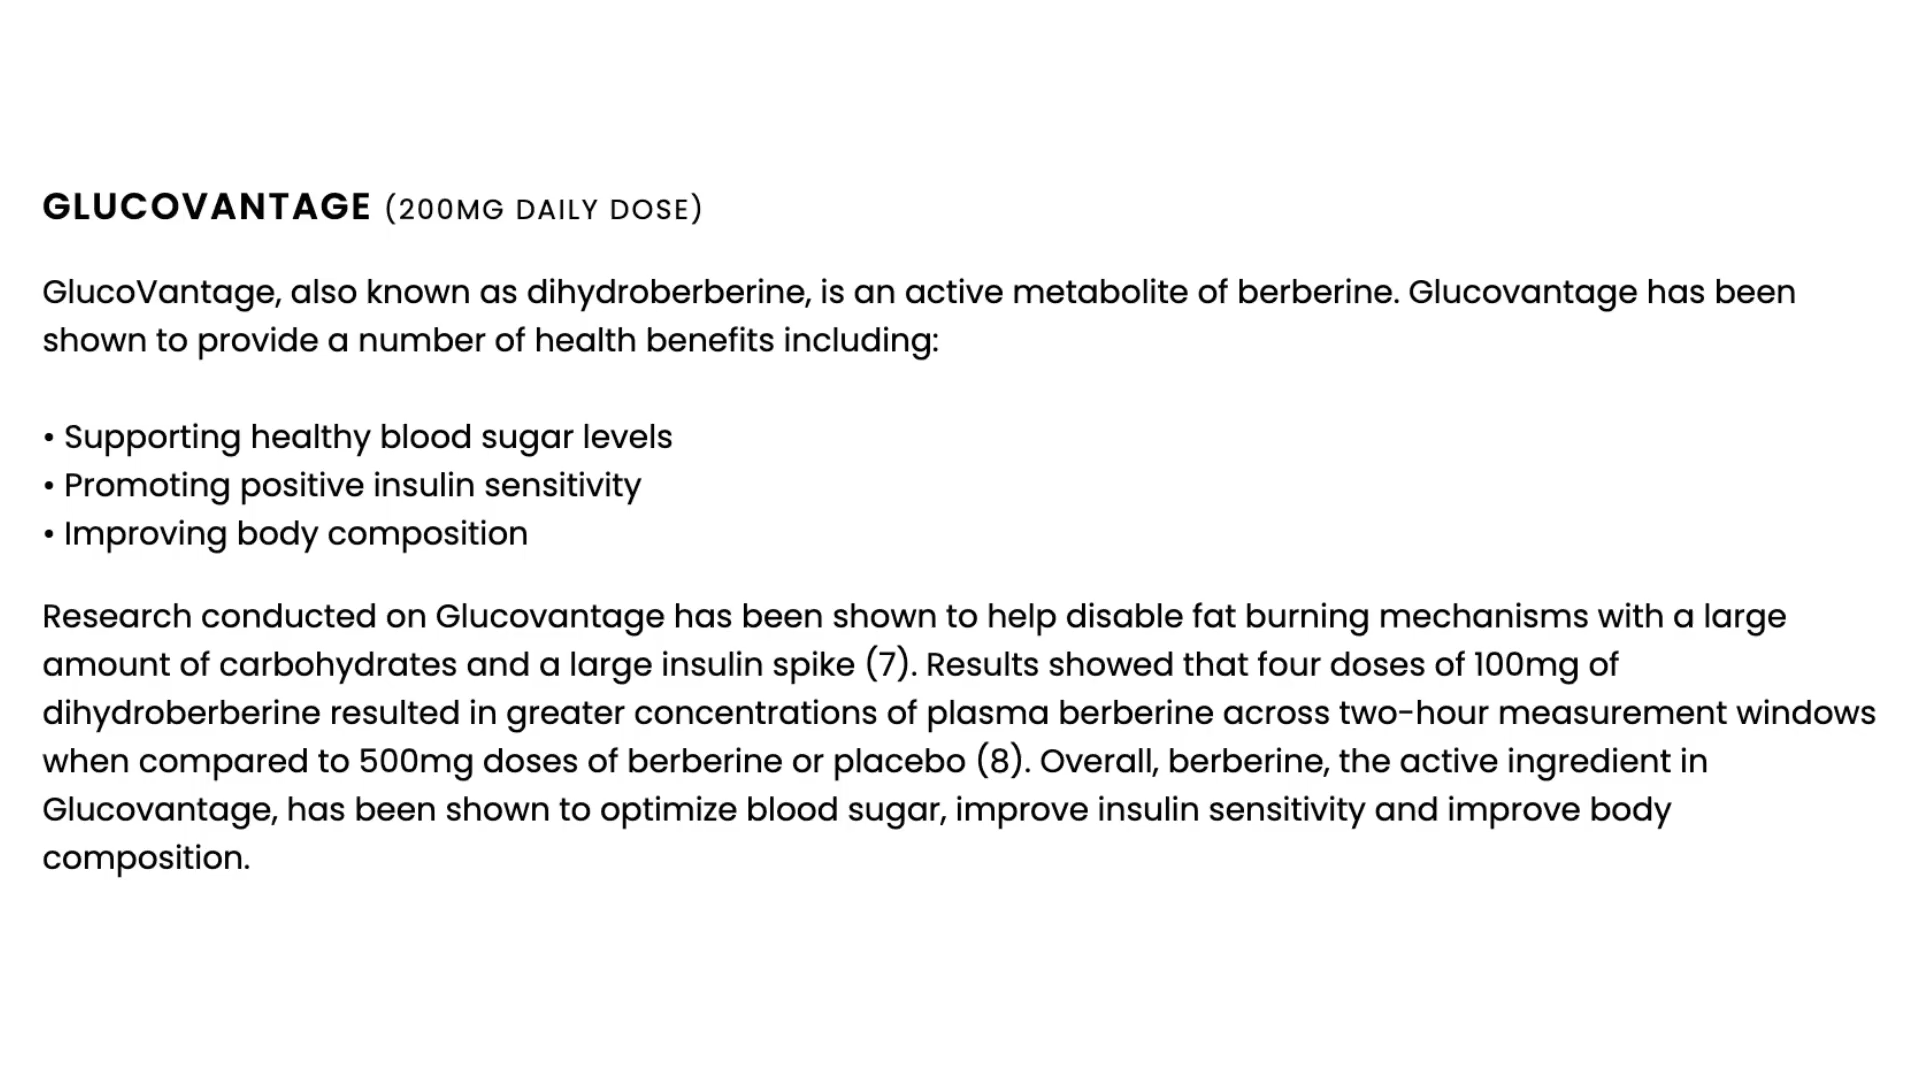 GLUCOVANTAGE (200MG DAILY DOSE)
GlucoVantage, also known as dihydroberberine, is an active metabolite of berberine. Glucovantage has been
shown to provide a number of health benefits including:
• Supporting healthy blood sugar levels
• Promoting positive insulin sensitivity
• Improving body composition
Research conducted on Glucovantage has been shown to help disable fat burning mechanisms with a large
amount of carbohydrates and a large insulin spike (7). Results showed that four doses of 100mg of
dihydroberberine resulted in greater concentrations of plasma berberine across two-hour measurement windows
when compared to 500mg doses of berberine or placebo (8). Overall, berberine, the active ingredient in
Glucovantage, has been shown to optimize blood sugar, improve insulin sensitivity and improve body
composition.